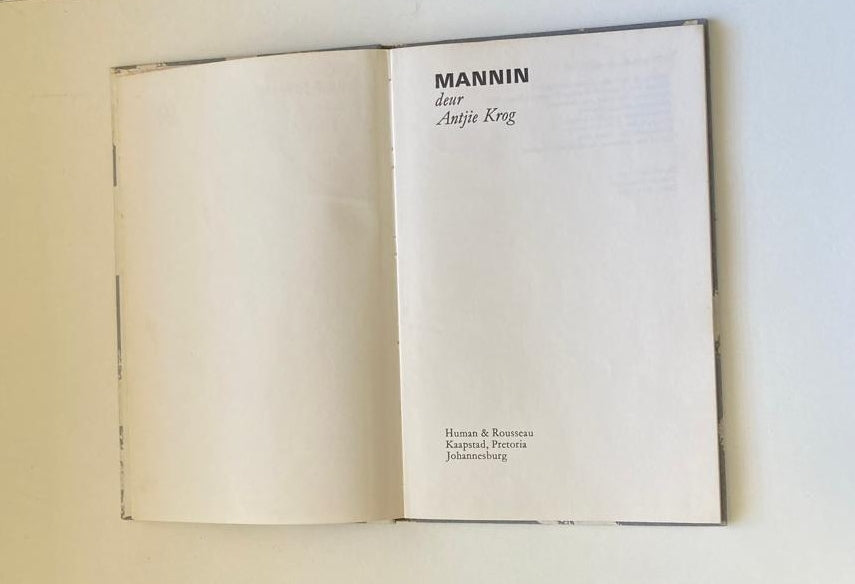 MANNIN
deur
Antjie Krog
Human & Rousseau
Kaapstad, Pretoria
Johannesburg